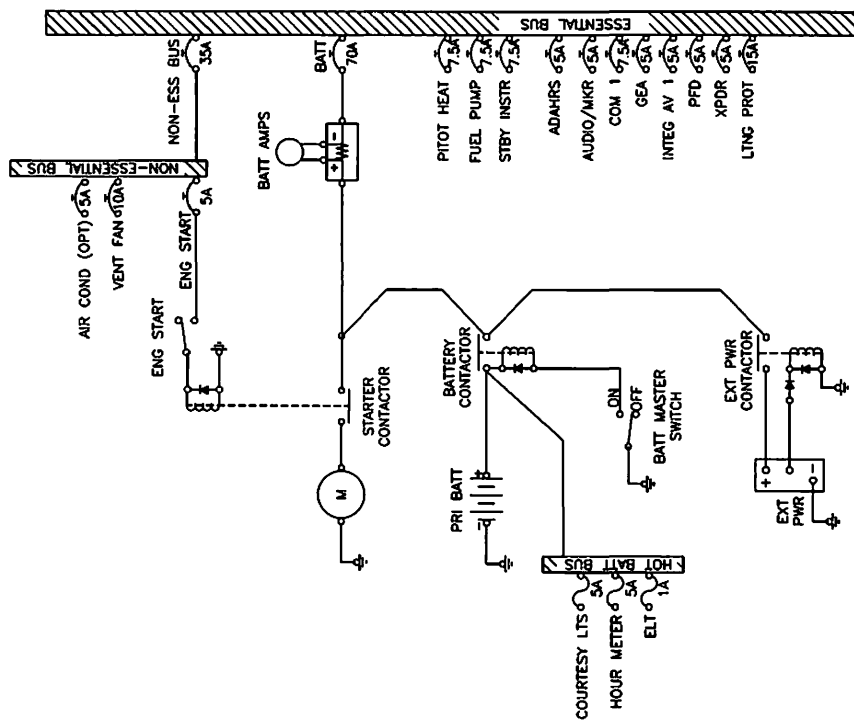 ESSENTIAL BUS
NON-ESS BUS
35A
BATT
70A
PITOT HEAT
7.5A
FUEL PUMP
7.5A
STBY INSTR
7.5A
ADAHRS
5A
AUDIO/MKR
5A
COM 1
7.5A
GEA
5A
INTEG AV 1
5A
PFD
5A
XPDR
5A
LTNG PROT
15A
NON-ESSENTIAL BUS
AIR COND (OPT)
5A
VENT FAN
10A
ENG START
5A
BATT AMPS
+ -
ENG START
STARTER
CONTACTOR
M
BATTERY
CONTACTOR
PRI BATT
- +
ON
OFF
BATT MASTER
SWITCH
EXT PWR
CONTACTOR
EXT
PWR
+
-
HOT BATT
BUS
COURTESY LTS
5A
HOUR METER
5A
ELT
1A